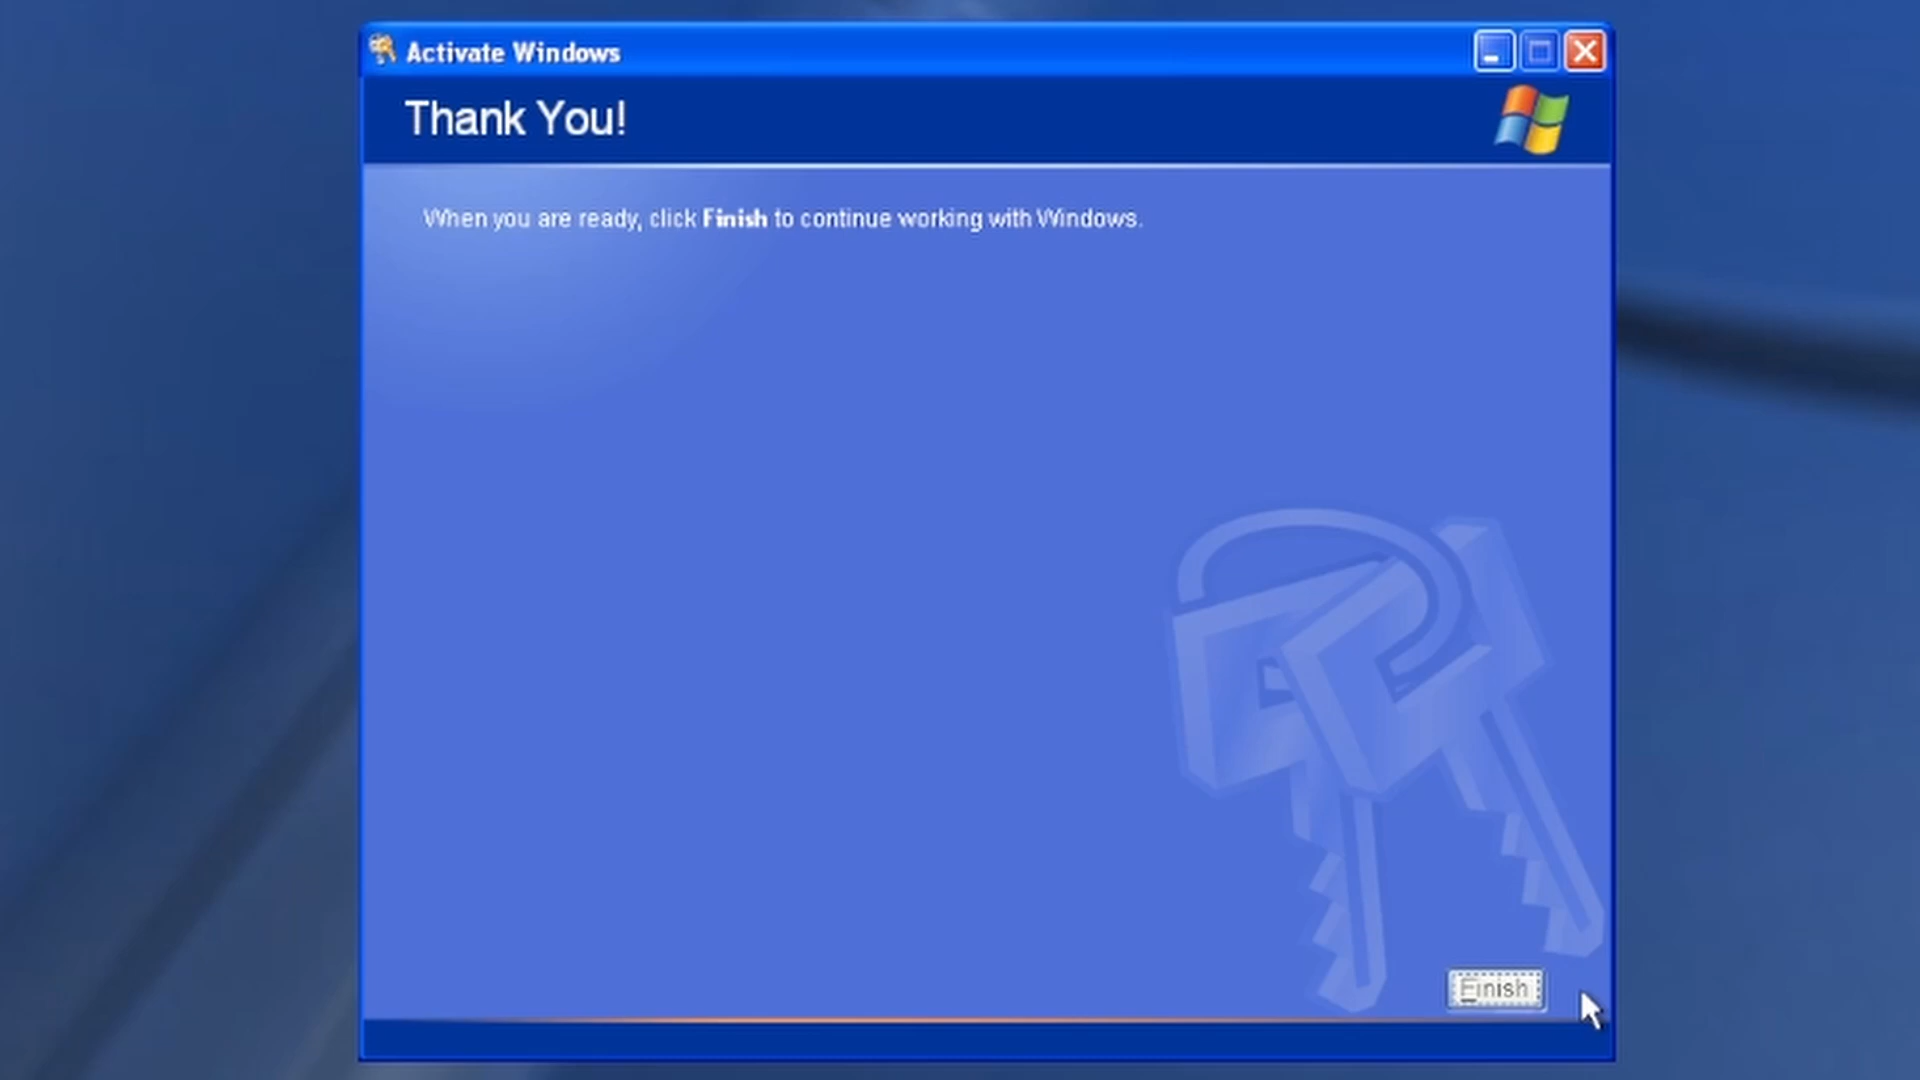 Activate Windows
Thank You!
When you are ready, click Finish to continue working with Windows.
Finish